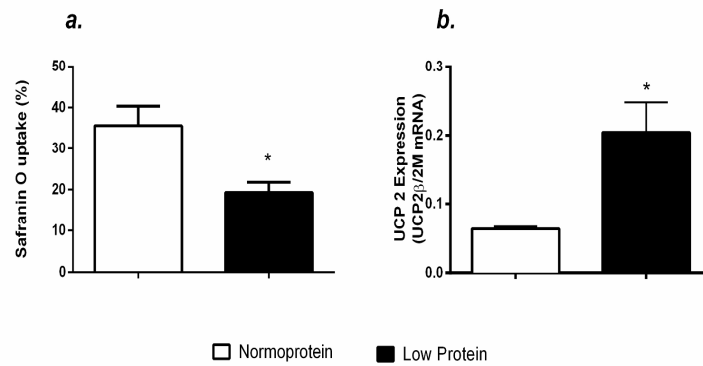 a.
Safranin O uptake (%)
50
40
30
20
10
0
*
b.
UCP 2 Expression
(UCP2β/2M mRNA)
0.3
0.2
0.1
0.0
*
Normoprotein
Low Protein